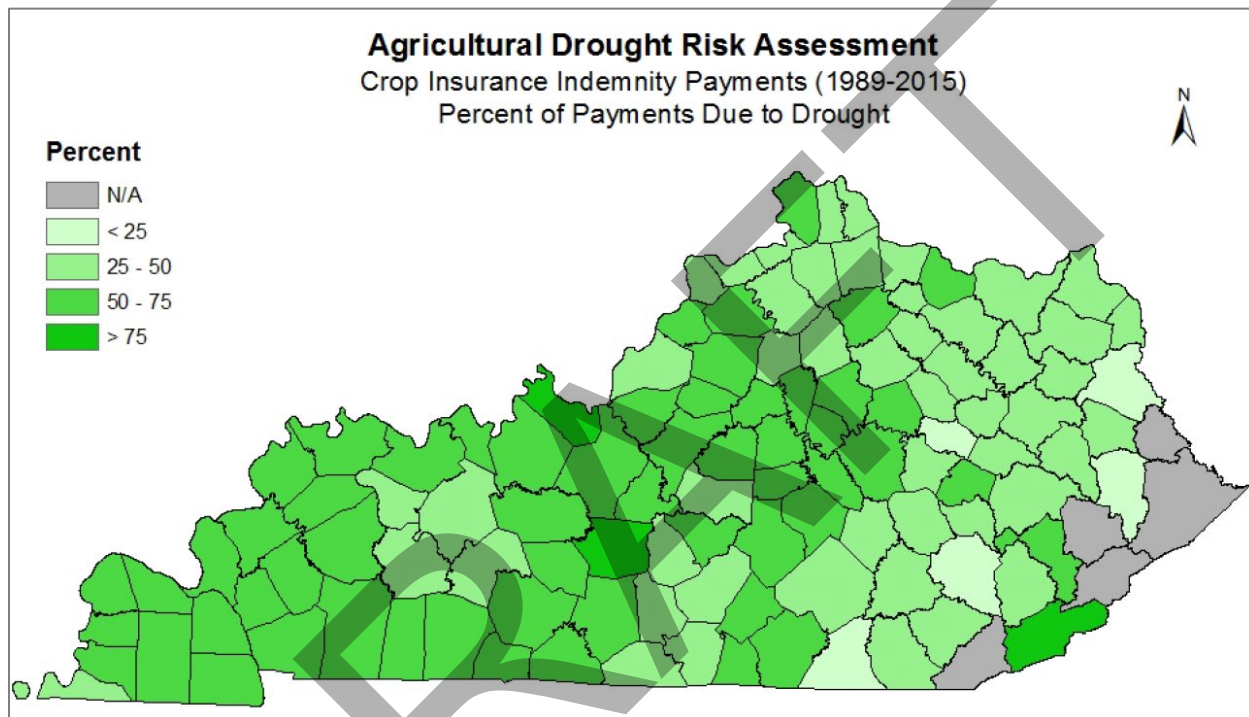 Agricultural Drought Risk Assessment
Crop Insurance Indemnity Payments (1989-2015)
Percent of Payments Due to Drought
N
Percent
N/A
< 25
25 - 50
50 - 75
> 75
DRAFT